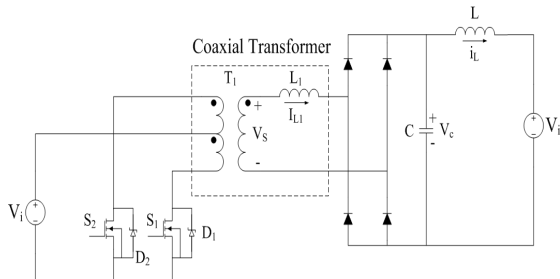 Coaxial Transformer
T1
L1
IL1
+
VS
-
L
iL
C
+
Vc
-
+
-
Vi
Vi
+
-
S2
D2
S1
D1